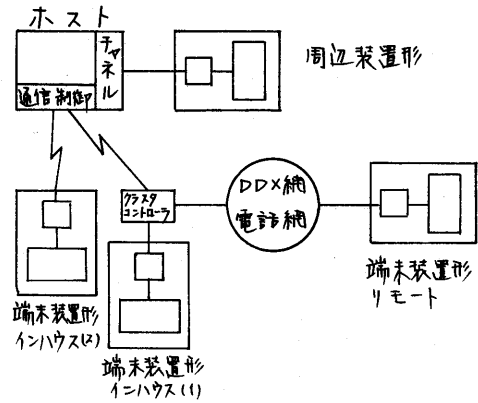 ホスト
チャネル
通信制御
周辺装置形
クラスタ
コントローラ
DDX網
電話網
端末装置形
リモート
端末装置形
インハウス(2)
端末装置形
インハウス(1)